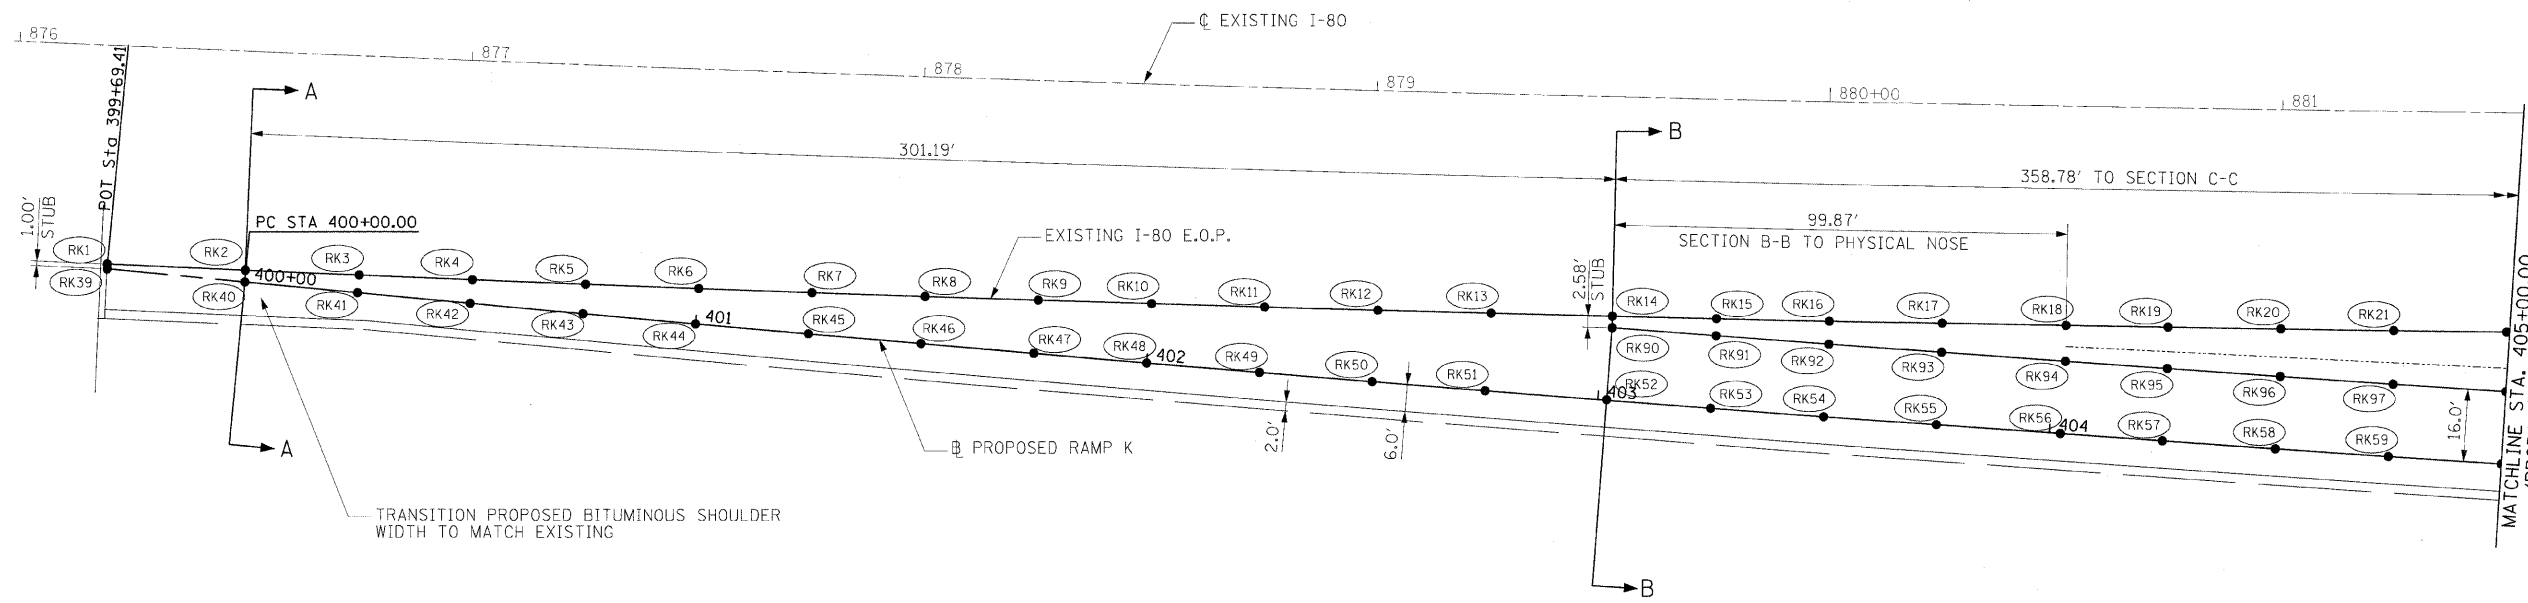 ℄ EXISTING I-80
876
877
878
879
880+00
881
POT Sta 399+69.41
A
B
301.19'
358.78' TO SECTION C-C
99.87'
SECTION B-B TO PHYSICAL NOSE
1.00'
STUB
PC STA 400+00.00
EXISTING I-80 E.O.P.
2.58'
STUB
RK1
RK2
RK3
RK4
RK5
RK6
RK7
RK8
RK9
RK10
RK11
RK12
RK13
RK14
RK15
RK16
RK17
RK18
RK19
RK20
RK21
RK39
RK40
400+00
RK41
RK42
RK43
RK44
401
RK45
RK46
RK47
RK48
402
RK49
RK50
RK51
RK52
403
RK53
RK54
RK55
RK56
404
RK57
RK58
RK59
RK90
RK91
RK92
RK93
RK94
RK95
RK96
RK97
2.0'
6.0'
16.0'
MATCHLINE STA. 405+00.00
A
B
PROPOSED RAMP K
TRANSITION PROPOSED BITUMINOUS SHOULDER
WIDTH TO MATCH EXISTING